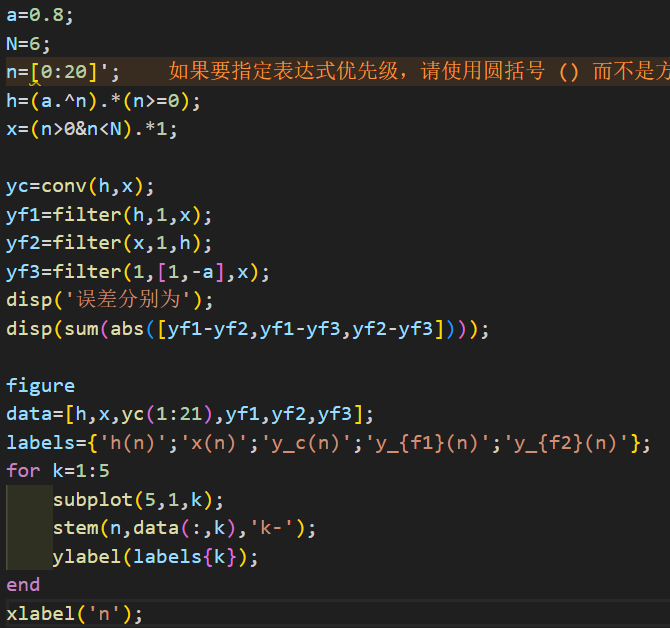 a=0.8;
N=6;
n=[0:20]';    如果要指定表达式优先级，请使用圆括号 () 而不是方
h=(a.^n).*(n>=0);
x=(n>0&n<N).*1;

yc=conv(h,x);
yf1=filter(h,1,x);
yf2=filter(x,1,h);
yf3=filter(1,[1,-a],x);
disp('误差分别为');
disp(sum(abs([yf1-yf2,yf1-yf3,yf2-yf3])));

figure
data=[h,x,yc(1:21),yf1,yf2,yf3];
labels={'h(n)';'x(n)';'y_c(n)';'y_{f1}(n)';'y_{f2}(n)'};
for k=1:5
    subplot(5,1,k);
    stem(n,data(:,k),'k-');
    ylabel(labels{k});
end
xlabel('n');